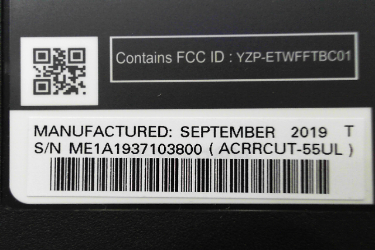 Contains FCC ID : YZP-ETWFFTBC01
MANUFACTURED: SEPTEMBER 2019 T
S/N ME1A1937103800 ( ACRRCUT-55UL )